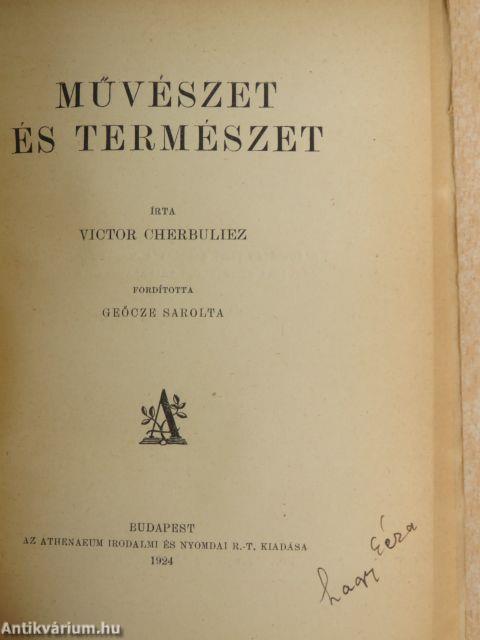 MŰVÉSZET
ÉS TERMÉSZET
ÍRTA
VICTOR CHERBULIEZ
FORDÍTOTTA
GEŐCZE SAROLTA
A
BUDAPEST
AZ ATHENAEUM IRODALMI ÉS NYOMDAI R.-T. KIADÁSA
1924
Antikvárium.hu